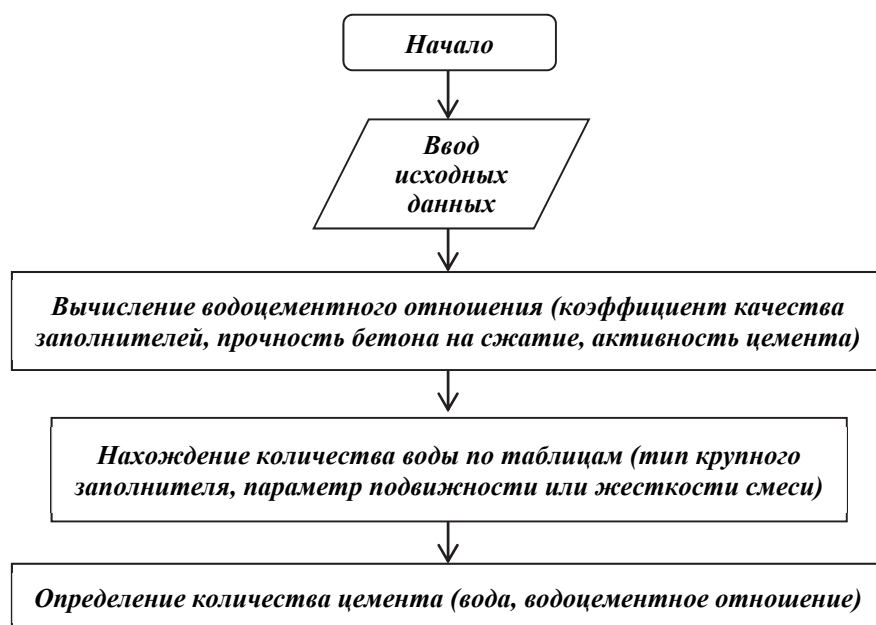 Начало
Ввод
исходных
данных
Вычисление водоцементного отношения (коэффициент качества
заполнителей, прочность бетона на сжатие, активность цемента)
Нахождение количества воды по таблицам (тип крупного
заполнителя, параметр подвижности или жесткости смеси)
Определение количества цемента (вода, водоцементное отношение)